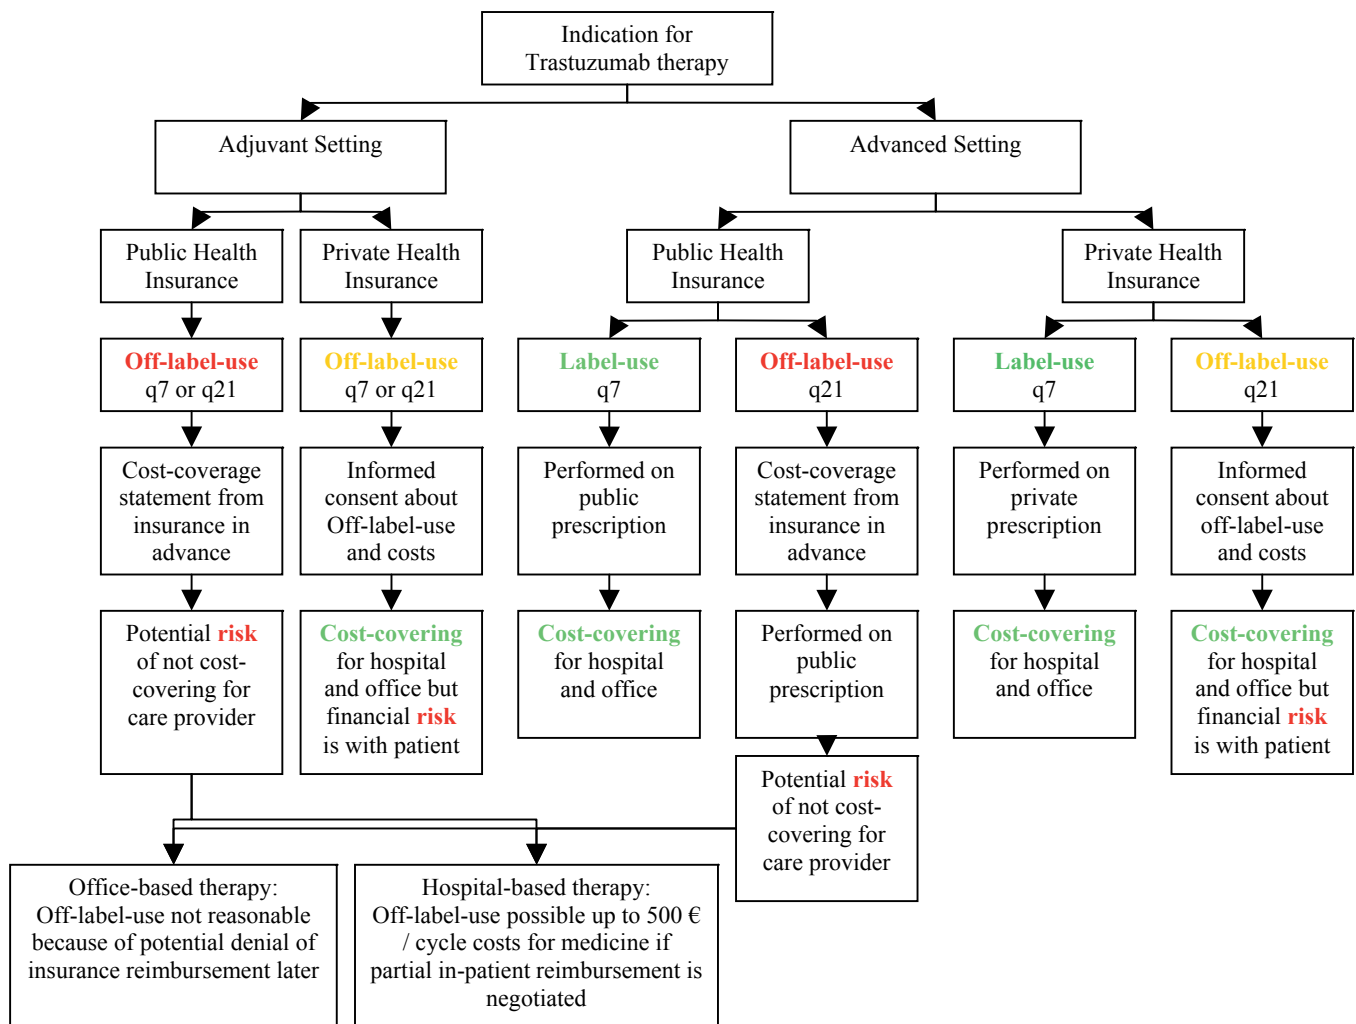 Indication for
Trastuzumab therapy
Adjuvant Setting
Advanced Setting
Public Health
Insurance
Private Health
Insurance
Public Health
Insurance
Private Health
Insurance
Off-label-use
q7 or q21
Off-label-use
q7 or q21
Label-use
q7
Off-label-use
q21
Label-use
q7
Off-label-use
q21
Cost-coverage
statement from
insurance in
advance
Informed
consent about
Off-label-use
and costs
Performed on
public
prescription
Cost-coverage
statement from
insurance in
advance
Performed on
private
prescription
Informed
consent about
off-label-use
and costs
Potential risk
of not cost-
covering for
care provider
Cost-covering
for hospital
and office but
financial risk
is with patient
Cost-covering
for hospital
and office
Performed on
public
prescription
Cost-covering
for hospital
and office
Cost-covering
for hospital
and office but
financial risk
is with patient
Potential risk
of not cost-
covering for
care provider
Office-based therapy:
Off-label-use not reasonable
because of potential denial of
insurance reimbursement later
Hospital-based therapy:
Off-label-use possible up to 500 €
/ cycle costs for medicine if
partial in-patient reimbursement is
negotiated